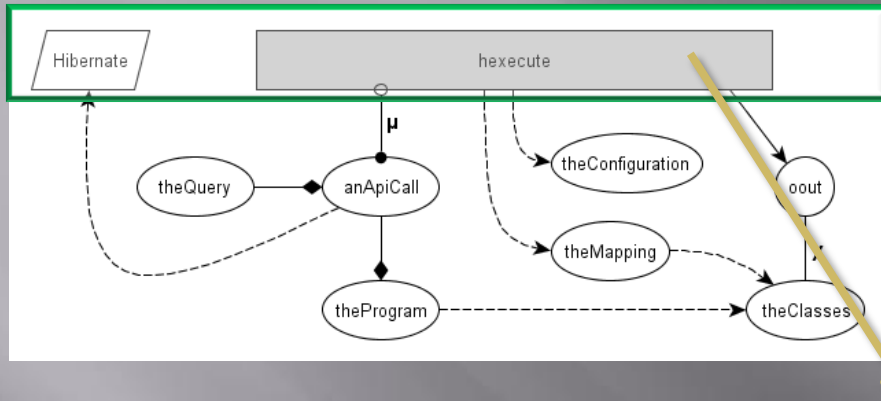 Hibernate
hexecute
μ
theConfiguration
theQuery
anApiCall
oout
theMapping
theProgram
theClasses